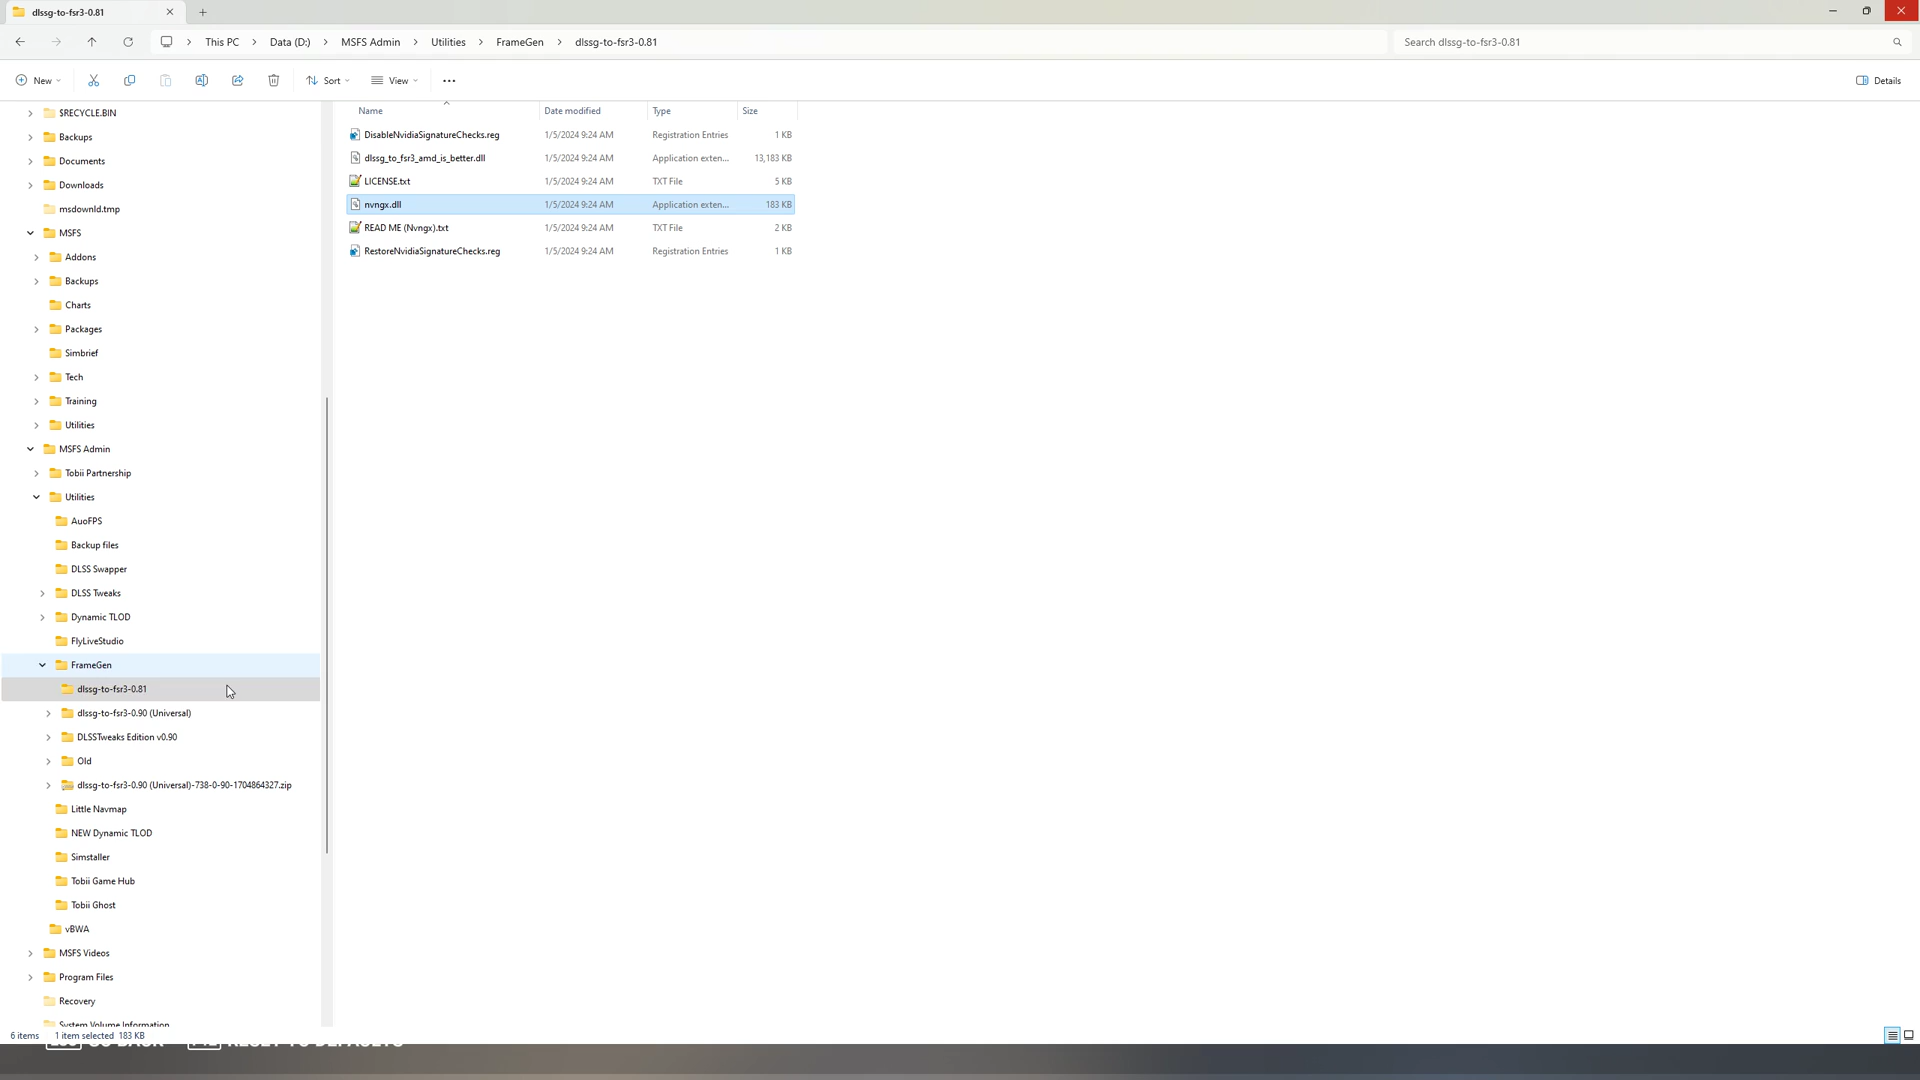 dlssg-to-fsr3-0.81
This PC > Data (D:) > MSFS Admin > Utilities > FrameGen > dlssg-to-fsr3-0.81
Search dlssg-to-fsr3-0.81
New
Sort
View
Details
Name Date modified Type Size
DisableNvidiaSignatureChecks.reg 1/5/2024 9:24 AM Registration Entries 1 KB
dlssg_to_fsr3_amd_is_better.dll 1/5/2024 9:24 AM Application exten... 13,183 KB
LICENSE.txt 1/5/2024 9:24 AM TXT File 5 KB
nvngx.dll 1/5/2024 9:24 AM Application exten... 183 KB
READ ME (Nvngx).txt 1/5/2024 9:24 AM TXT File 2 KB
RestoreNvidiaSignatureChecks.reg 1/5/2024 9:24 AM Registration Entries 1 KB
$RECYCLE.BIN
Backups
Documents
Downloads
msdownld.tmp
MSFS
Addons
Backups
Charts
Packages
Simbrief
Tech
Training
Utilities
MSFS Admin
Tobii Partnership
Utilities
AuoFPS
Backup files
DLSS Swapper
DLSS Tweaks
Dynamic TLOD
FlyLiveStudio
FrameGen
dlssg-to-fsr3-0.81
dlssg-to-fsr3-0.90 (Universal)
DLSSTweaks Edition v0.90
Old
dlssg-to-fsr3-0.90 (Universal)-738-0-90-1704864327.zip
Little Navmap
NEW Dynamic TLOD
Simstaller
Tobii Game Hub
Tobii Ghost
vBWA
MSFS Videos
Program Files
Recovery
System Volume Information
6 items 1 item selected 183 KB
GO BACK RESET TO DEFAULTS